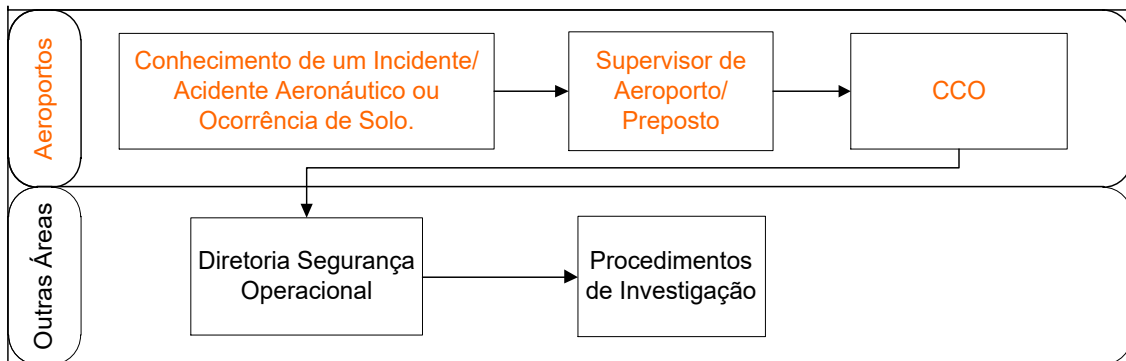 Aeroportos
Conhecimento de um Incidente/
Acidente Aeronáutico ou
Ocorrência de Solo.
Supervisor de
Aeroporto/
Preposto
CCO
Outras Áreas
Diretoria Segurança
Operacional
Procedimentos
de Investigação